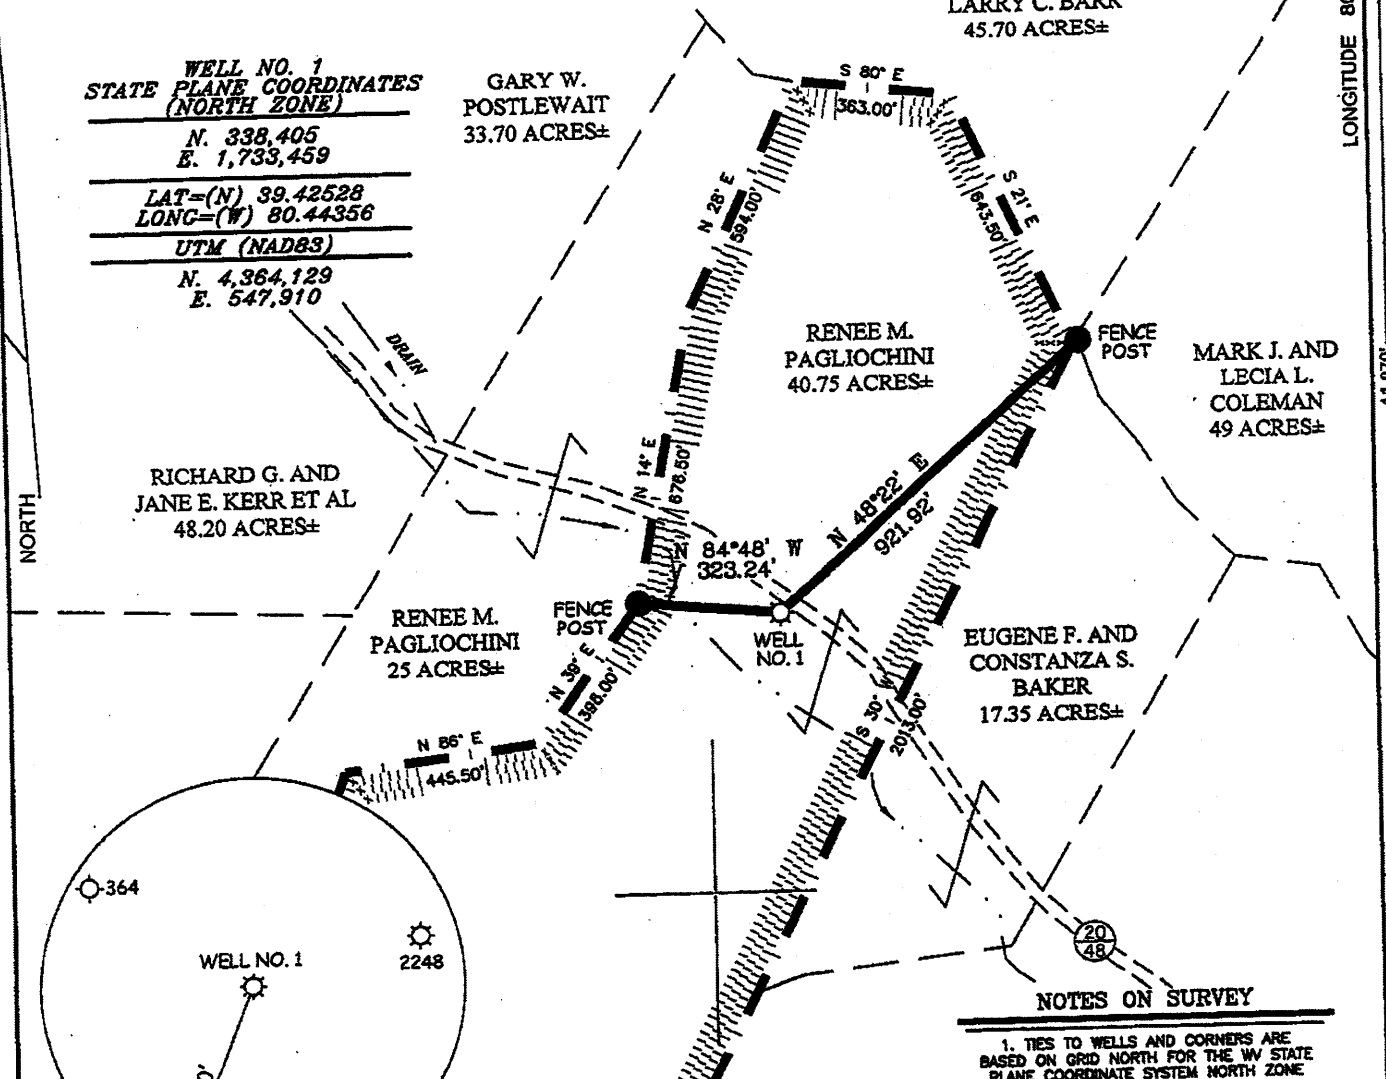 LARRY C. BARR
45.70 ACRES±
LONGITUDE 80
WELL NO. 1
STATE PLANE COORDINATES
(NORTH ZONE)
N. 338,405
E. 1,733,459
LAT=(N) 39.42528
LONG=(W) 80.44356
UTM (NAD83)
N. 4,364,129
E. 547,910
GARY W.
POSTLEWAIT
33.70 ACRES±
S 80° E
363.00'
N 28° E
594.00'
S 21° E
643.50'
DRAIN
RENEE M.
PAGLIOCHINI
40.75 ACRES±
FENCE
POST
MARK J. AND
LECIA L.
COLEMAN
49 ACRES±
RICHARD G. AND
JANE E. KERR ET AL
48.20 ACRES±
NORTH
N 14° E
676.50'
N 48°22' E
921.92'
N 84°48' W
323.24'
FENCE
POST
WELL
NO. 1
RENEE M.
PAGLIOCHINI
25 ACRES±
N 39° E
396.00'
EUGENE F. AND
CONSTANZA S.
BAKER
17.35 ACRES±
S 30° W
2013.00'
N 86° E
445.50'
364
WELL NO. 1
2248
20
48
NOTES ON SURVEY
1. TIES TO WELLS AND CORNERS ARE
BASED ON GRID NORTH FOR THE WV STATE
PLANE COORDINATE SYSTEM NORTH ZONE